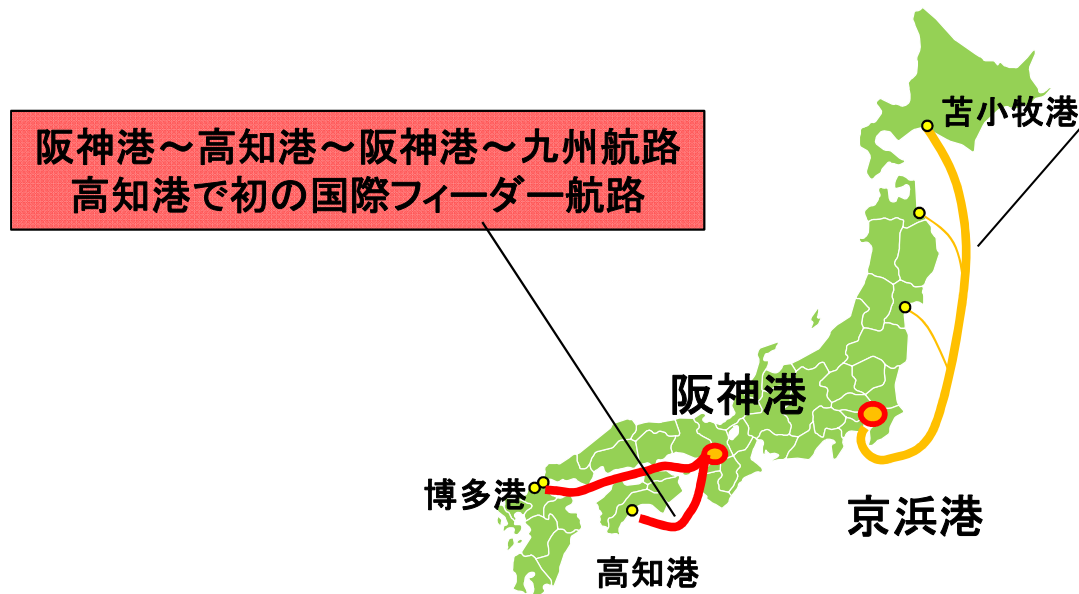 阪神港～高知港～阪神港～九州航路
高知港で初の国際フィーダー航路
苫小牧港
阪神港
博多港
京浜港
高知港